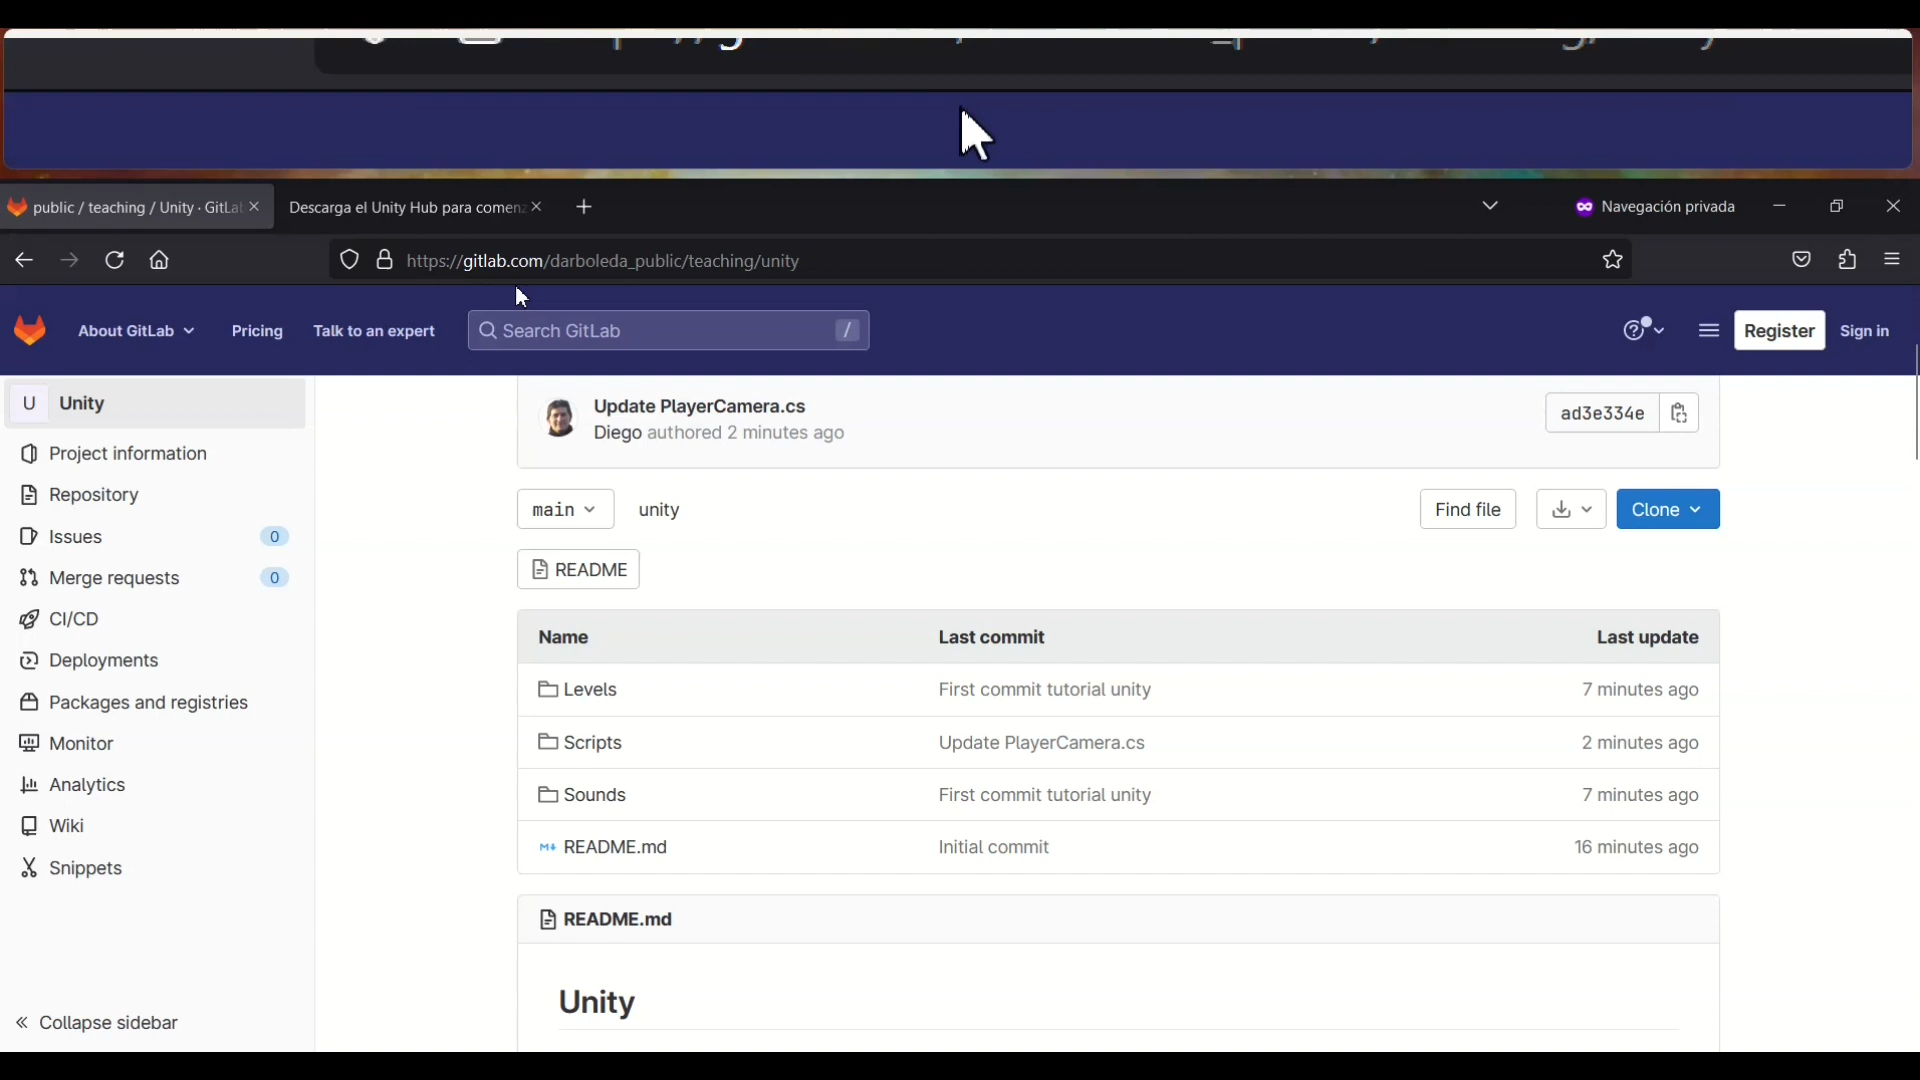 public / teaching / Unity · GitLa
Descarga el Unity Hub para comen
Navegación privada
https://gitlab.com/darboleda_public/teaching/unity
About GitLab
Pricing
Talk to an expert
Search GitLab
/
Register
Sign in
U Unity
Update PlayerCamera.cs
Diego authored 2 minutes ago
ad3e334e
Project information
Repository
Issues 0
Merge requests 0
CI/CD
Deployments
Packages and registries
Monitor
Analytics
Wiki
Snippets
Collapse sidebar
main
unity
Find file
Clone
README
Name Last commit Last update
Levels First commit tutorial unity 7 minutes ago
Scripts Update PlayerCamera.cs 2 minutes ago
Sounds First commit tutorial unity 7 minutes ago
README.md Initial commit 16 minutes ago
README.md
Unity